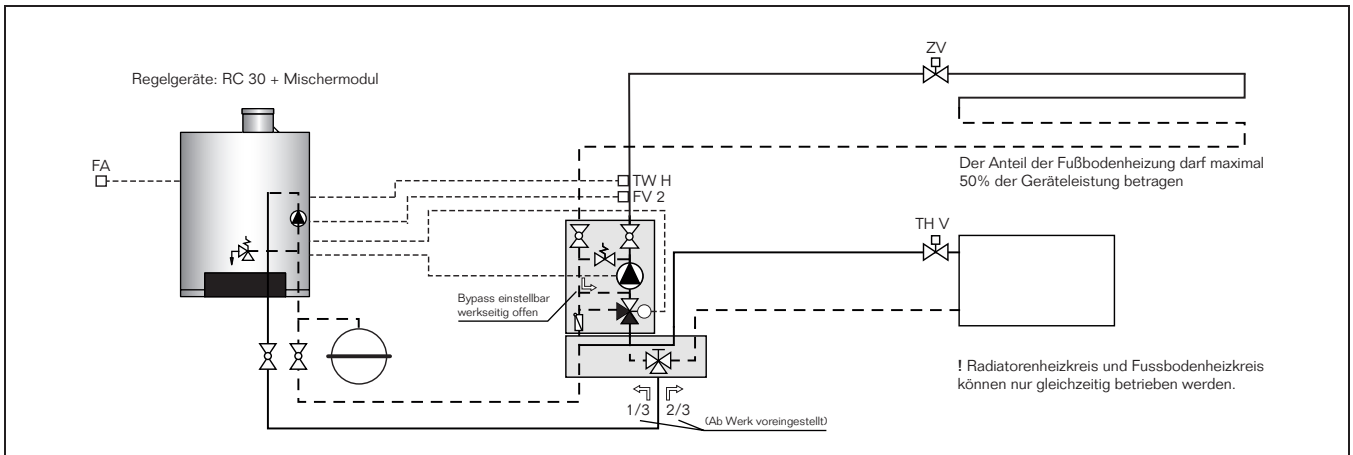 ZV
Regelgeräte: RC 30 + Mischermodul
FA
Der Anteil der Fußbodenheizung darf maximal
50% der Geräteleistung betragen
TW H
FV 2
TH V
Bypass einstellbar
werkseitig offen
! Radiatorenheizkreis und Fussbodenheizkreis
können nur gleichzeitig betrieben werden.
1/3 2/3
(Ab Werk voreingestellt)